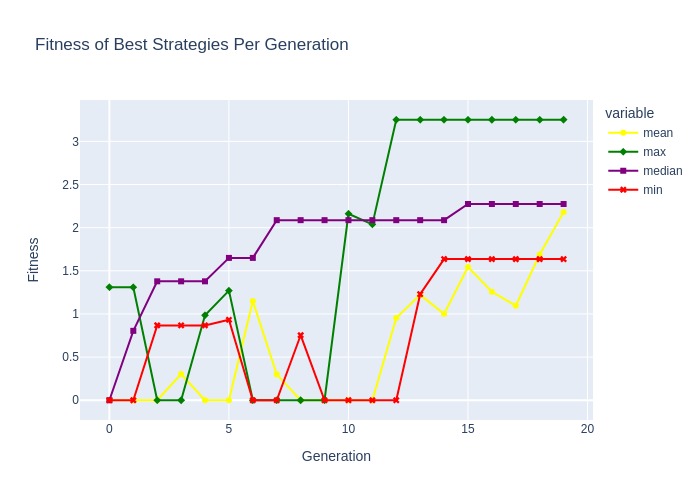 Fitness of Best Strategies Per Generation
variable
mean
max
median
min
3
2.5
2
1.5
1
0.5
0
Fitness
0
5
10
15
20
Generation